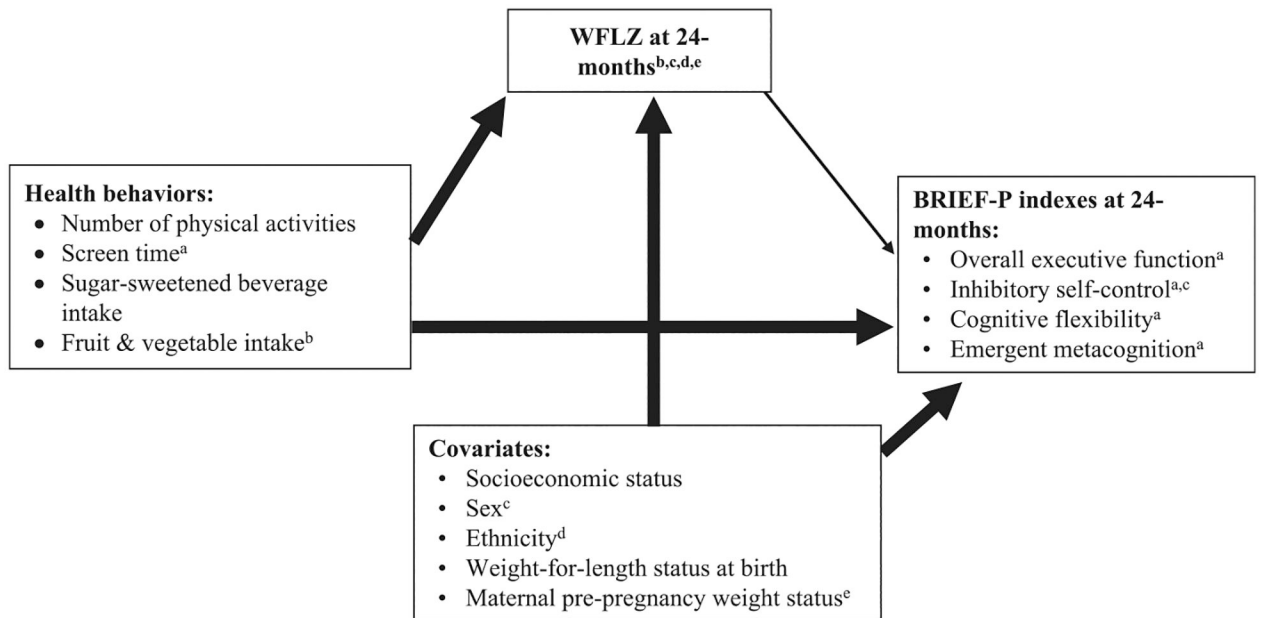 WFLZ at 24-
months^b,c,d,e
Health behaviors:
• Number of physical activities
• Screen time^a
• Sugar-sweetened beverage
intake
• Fruit & vegetable intake^b
BRIEF-P indexes at 24-
months:
• Overall executive function^a
• Inhibitory self-control^a,c
• Cognitive flexibility^a
• Emergent metacognition^a
Covariates:
• Socioeconomic status
• Sex^c
• Ethnicity^d
• Weight-for-length status at birth
• Maternal pre-pregnancy weight status^e